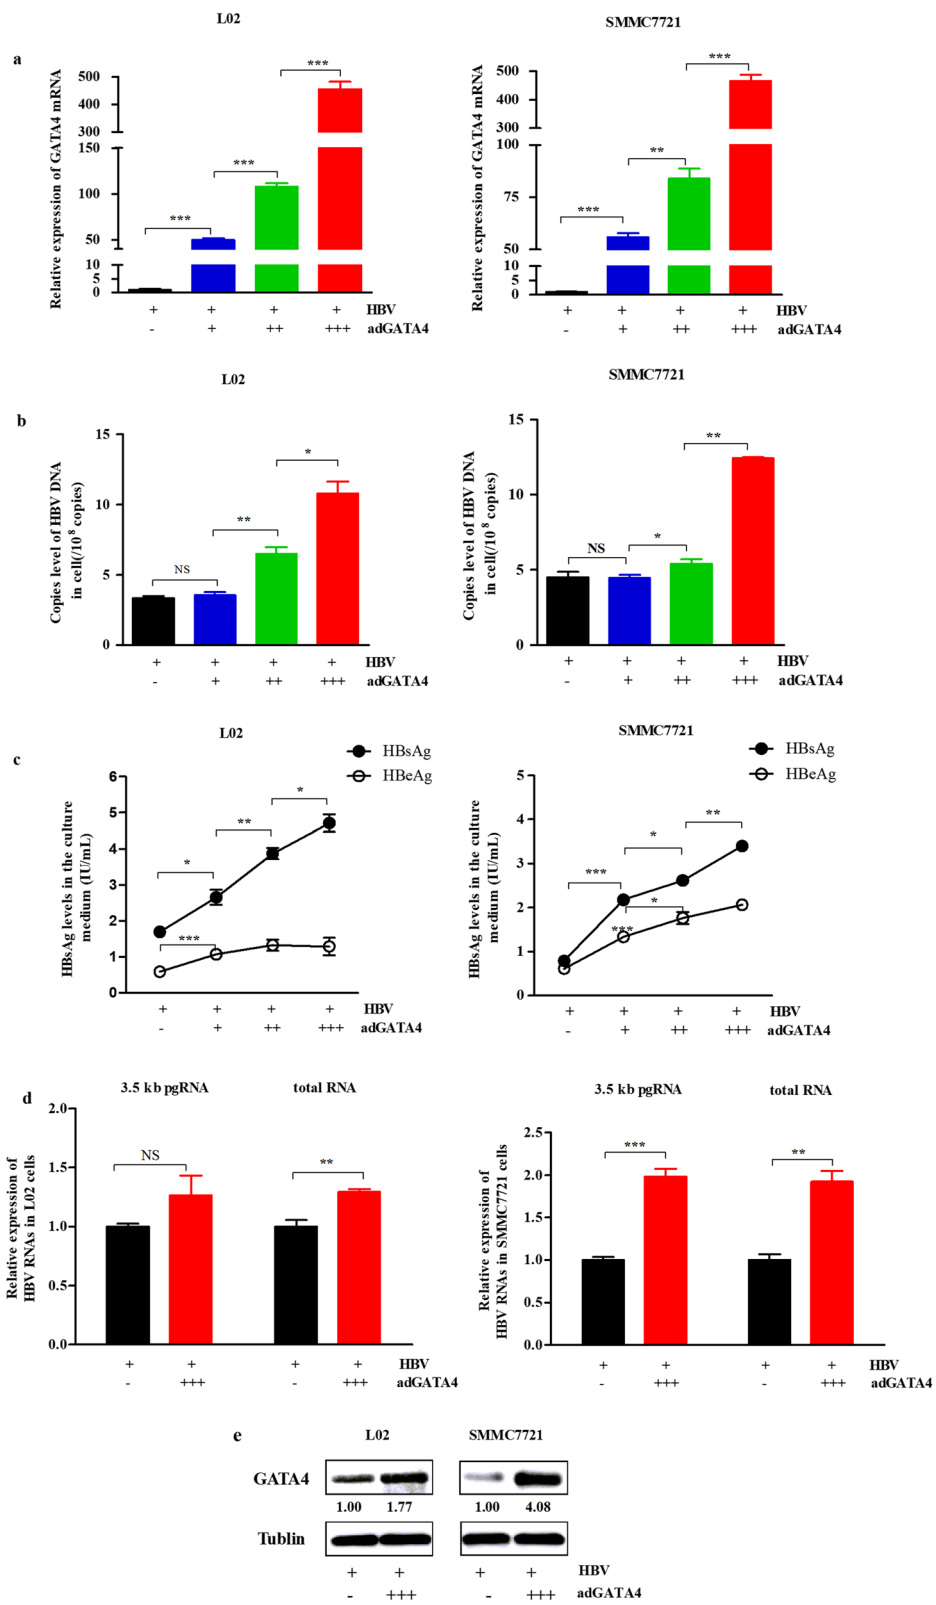 L02
SMMC7721
a
Relative expression of GATA4 mRNA
500
400
300
150
100
50
10
5
0
***
***
***
+ + + + HBV
- + ++ +++ adGATA4
Relative expression of GATA4 mRNA
500
400
300
100
75
50
10
5
0
***
**
***
+ + + + HBV
- + ++ +++ adGATA4
L02
SMMC7721
b
Copies level of HBV DNA
in cell(/10^8 copies)
15
10
5
0
NS
**
*
+ + + + HBV
- + ++ +++ adGATA4
Copies level of HBV DNA
in cell(/10^8 copies)
15
10
5
0
NS
*
**
+ + + + HBV
- + ++ +++ adGATA4
L02
SMMC7721
c
HBsAg
HBeAg
HBsAg levels in the culture
medium (IU/mL)
6
5
4
3
2
1
0
*
**
*
***
+ + + + HBV
- + ++ +++ adGATA4
HBsAg
HBeAg
HBsAg levels in the culture
medium (IU/mL)
5
4
3
2
1
0
***
*
**
***
*
+ + + + HBV
- + ++ +++ adGATA4
d
3.5 kb pgRNA total RNA
Relative expression of
HBV RNAs in L02 cells
2.0
1.5
1.0
0.5
0.0
NS
**
+ + + + HBV
- +++ - +++ adGATA4
3.5 kb pgRNA total RNA
Relative expression of
HBV RNAs in SMMC7721 cells
2.5
2.0
1.5
1.0
0.5
0.0
***
**
+ + + + HBV
- +++ - +++ adGATA4
e
L02 SMMC7721
GATA4
1.00 1.77 1.00 4.08
Tublin
+ + + + HBV
- +++ - +++ adGATA4